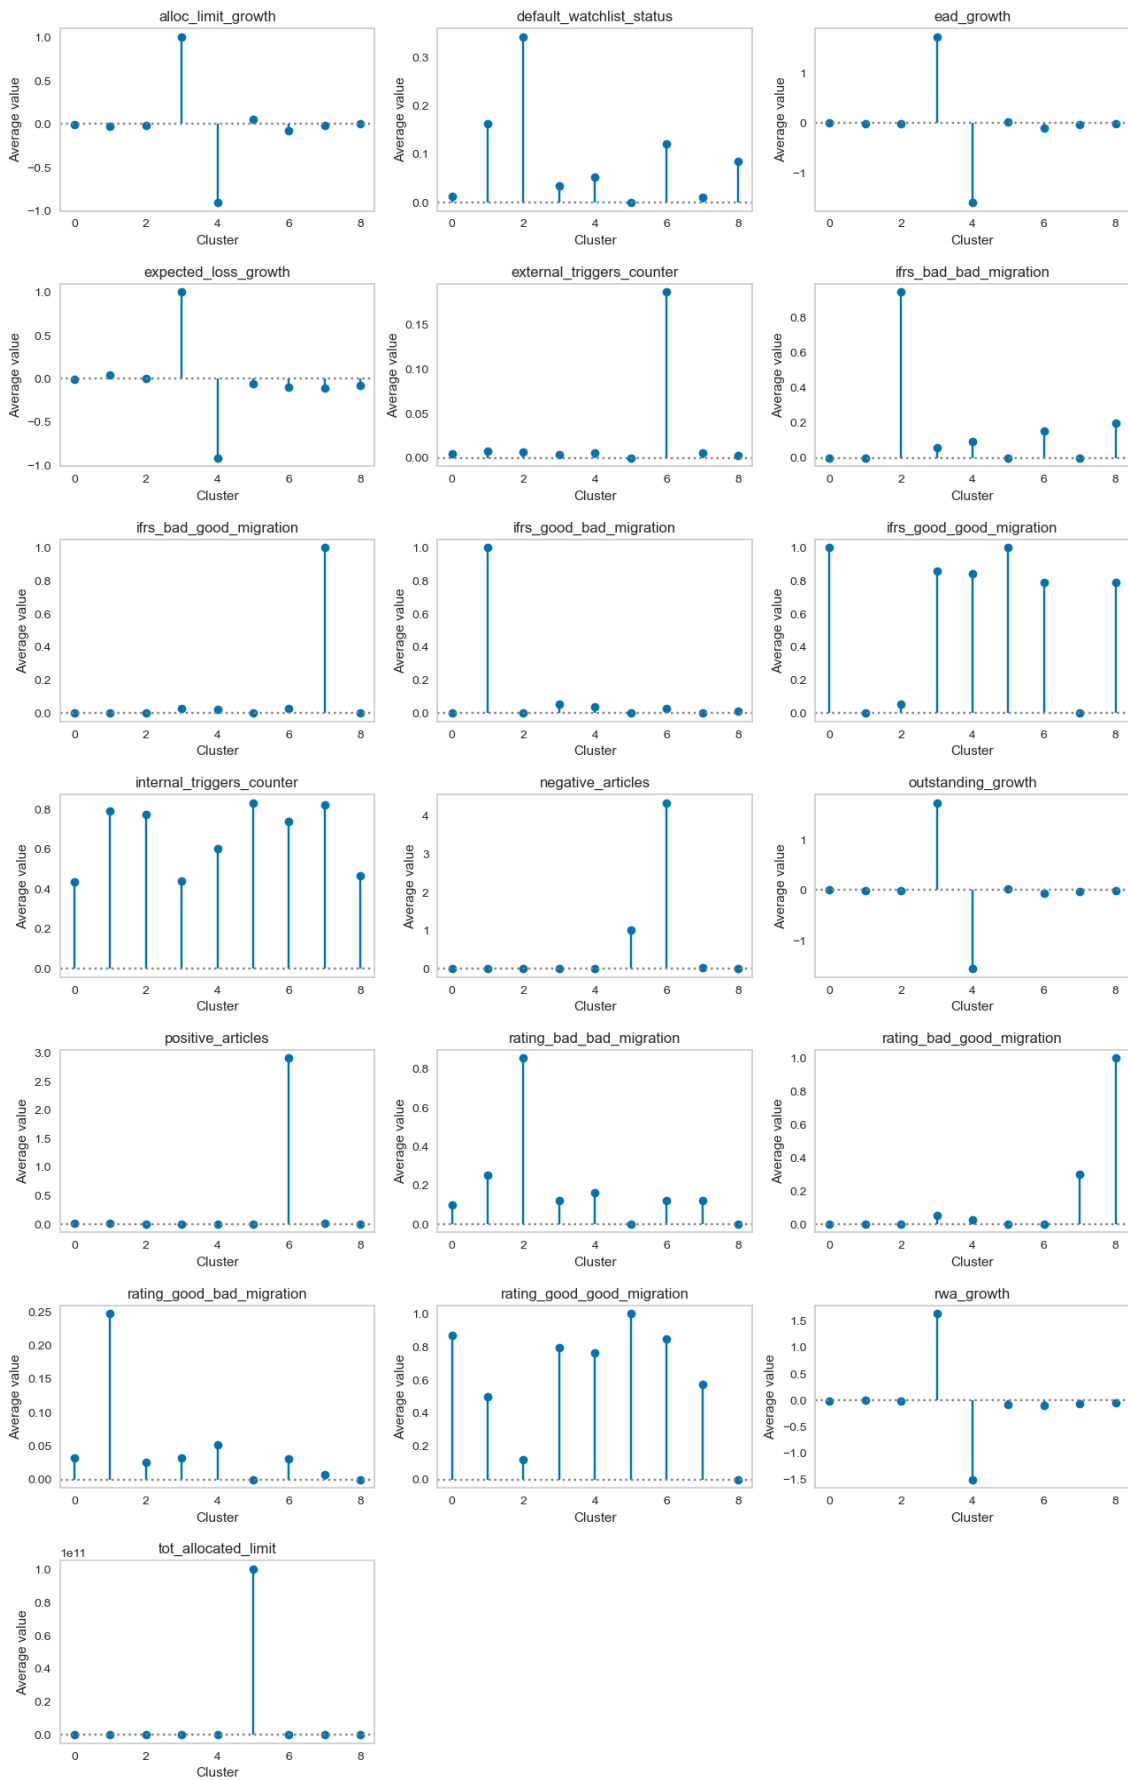 alloc_limit_growth
Average value
1.0
0.5
0.0
−0.5
−1.0
0 2 4 6 8
Cluster
default_watchlist_status
Average value
0.3
0.2
0.1
0.0
0 2 4 6 8
Cluster
ead_growth
Average value
1
0
−1
0 2 4 6 8
Cluster
expected_loss_growth
Average value
1.0
0.5
0.0
−0.5
−1.0
0 2 4 6 8
Cluster
external_triggers_counter
Average value
0.15
0.10
0.05
0.00
0 2 4 6 8
Cluster
ifrs_bad_bad_migration
Average value
0.8
0.6
0.4
0.2
0.0
0 2 4 6 8
Cluster
ifrs_bad_good_migration
Average value
1.0
0.8
0.6
0.4
0.2
0.0
0 2 4 6 8
Cluster
ifrs_good_bad_migration
Average value
1.0
0.8
0.6
0.4
0.2
0.0
0 2 4 6 8
Cluster
ifrs_good_good_migration
Average value
1.0
0.8
0.6
0.4
0.2
0.0
0 2 4 6 8
Cluster
internal_triggers_counter
Average value
0.8
0.6
0.4
0.2
0.0
0 2 4 6 8
Cluster
negative_articles
Average value
4
3
2
1
0
0 2 4 6 8
Cluster
outstanding_growth
Average value
1
0
−1
0 2 4 6 8
Cluster
positive_articles
Average value
3.0
2.5
2.0
1.5
1.0
0.5
0.0
0 2 4 6 8
Cluster
rating_bad_bad_migration
Average value
0.8
0.6
0.4
0.2
0.0
0 2 4 6 8
Cluster
rating_bad_good_migration
Average value
1.0
0.8
0.6
0.4
0.2
0.0
0 2 4 6 8
Cluster
rating_good_bad_migration
Average value
0.25
0.20
0.15
0.10
0.05
0.00
0 2 4 6 8
Cluster
rating_good_good_migration
Average value
1.0
0.8
0.6
0.4
0.2
0.0
0 2 4 6 8
Cluster
rwa_growth
Average value
1.5
1.0
0.5
0.0
−0.5
−1.0
−1.5
0 2 4 6 8
Cluster
tot_allocated_limit
1e11
Average value
1.0
0.8
0.6
0.4
0.2
0.0
0 2 4 6 8
Cluster